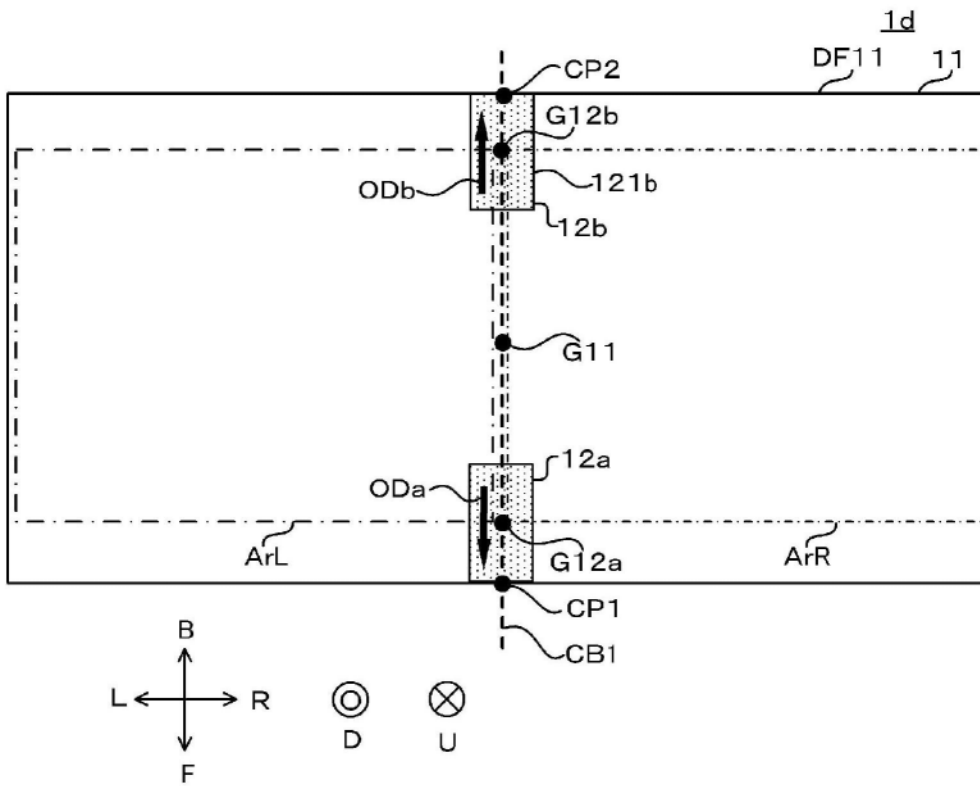 1d
DF11 11
CP2
G12b
ODb
121b
12b
G11
12a
ODa
ArL
G12a
ArR
CP1
CB1
B
L R
D U
F